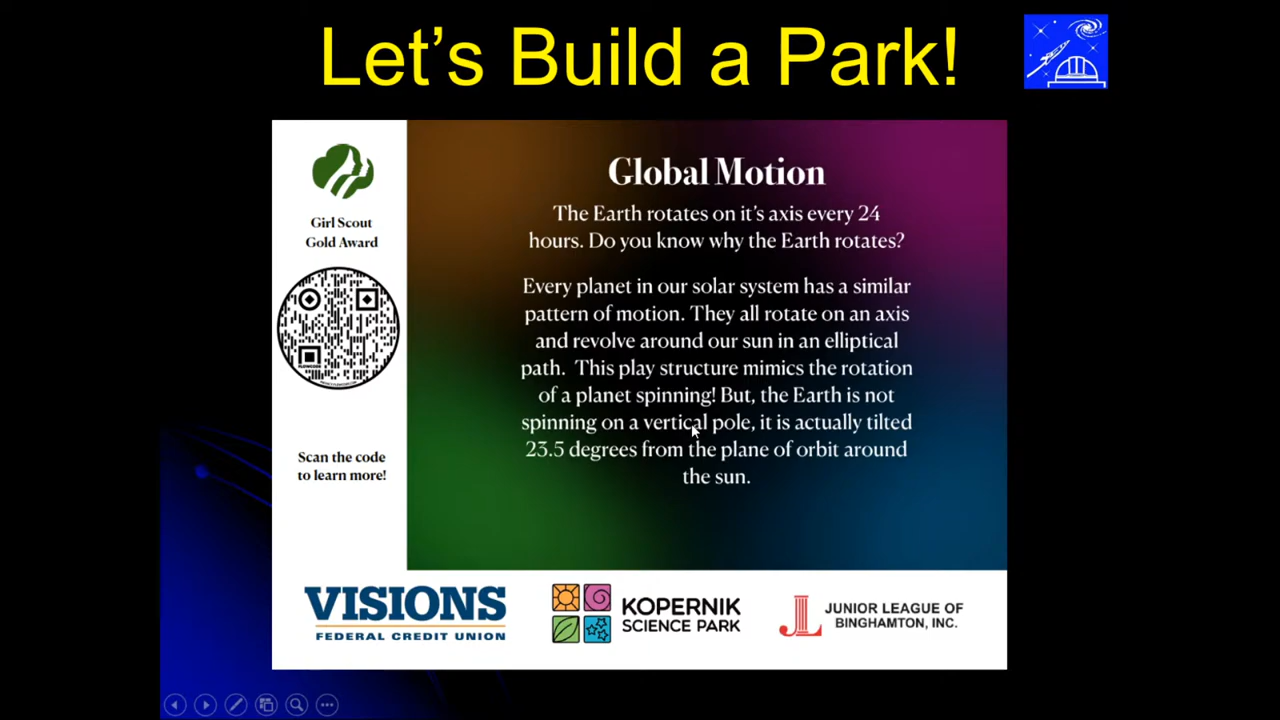 Let's Build a Park!
Girl Scout
Gold Award
Scan the code
to learn more!
Global Motion
The Earth rotates on it's axis every 24
hours. Do you know why the Earth rotates?
Every planet in our solar system has a similar
pattern of motion. They all rotate on an axis
and revolve around our sun in an elliptical
path. This play structure mimics the rotation
of a planet spinning! But, the Earth is not
spinning on a vertical pole, it is actually tilted
23.5 degrees from the plane of orbit around
the sun.
VISIONS
FEDERAL CREDIT UNION
KOPERNIK
SCIENCE PARK
JUNIOR LEAGUE OF
BINGHAMTON, INC.